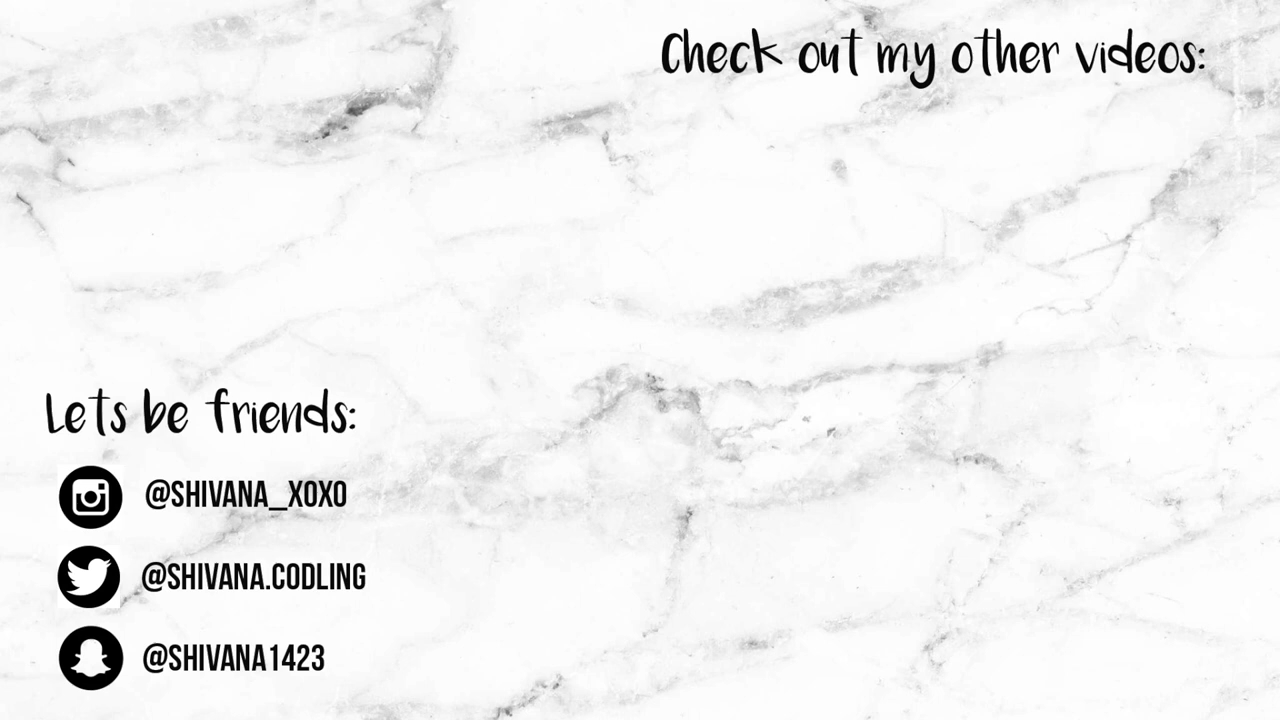 Check out my other videos:
Lets be friends:
@SHIVANA_XOXO
@SHIVANA.CODLING
@SHIVANA1423